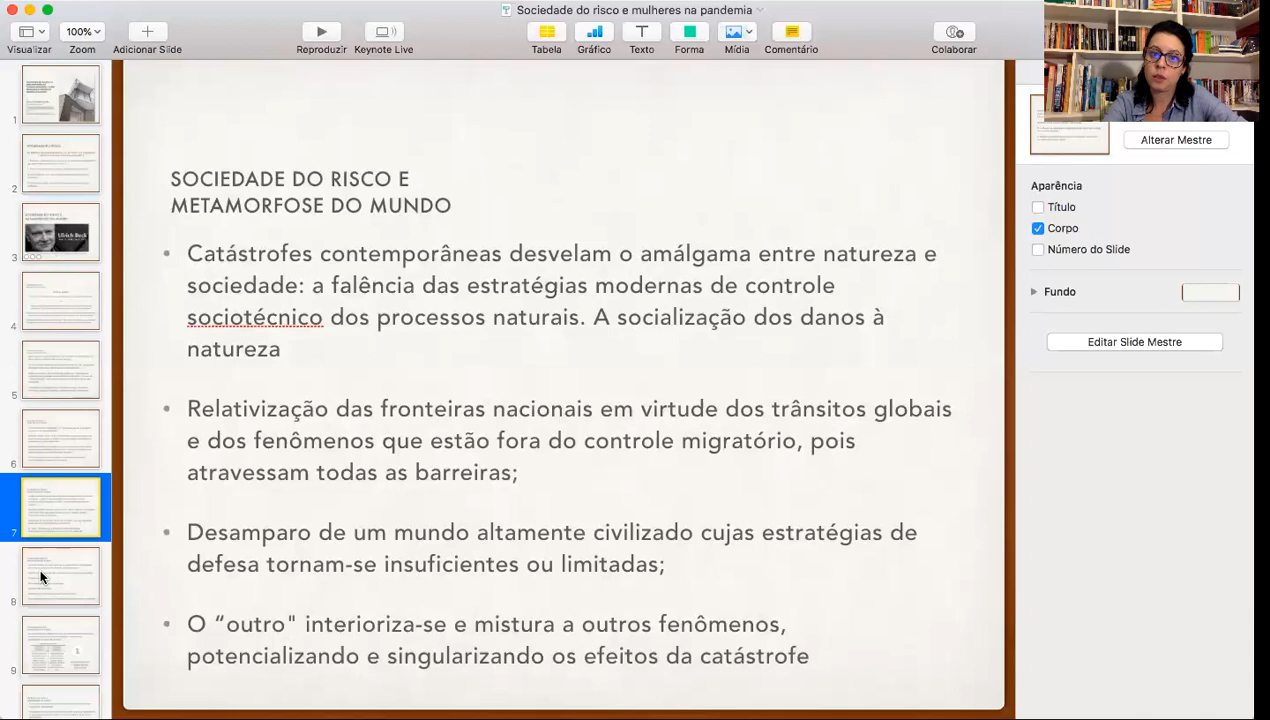 Sociedade do risco e mulheres na pandemia
100%
Visualizar
Zoom
Adicionar Slide
Reproduzir
Keynote Live
Tabela
Gráfico
Texto
Forma
Mídia
Comentário
Colaborar
1
2
3
4
5
6
7
8
9
Ulrich Beck
SOCIEDADE DO RISCO E
METAMORFOSE DO MUNDO
• Catástrofes contemporâneas desvelam o amálgama entre natureza e
sociedade: a falência das estratégias modernas de controle
sociotécnico dos processos naturais. A socialização dos danos à
natureza
• Relativização das fronteiras nacionais em virtude dos trânsitos globais
e dos fenômenos que estão fora do controle migratório, pois
atravessam todas as barreiras;
• Desamparo de um mundo altamente civilizado cujas estratégias de
defesa tornam-se insuficientes ou limitadas;
• O “outro" interioriza-se e mistura a outros fenômenos,
potencializando e singularizando os efeitos da catástrofe
Alterar Mestre
Aparência
Título
Corpo
Número do Slide
Fundo
Editar Slide Mestre